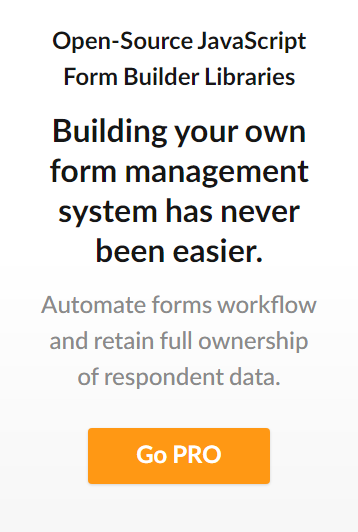 Open-Source JavaScript
Form Builder Libraries
Building your own
form management
system has never
been easier.
Automate forms workflow
and retain full ownership
of respondent data.
Go PRO